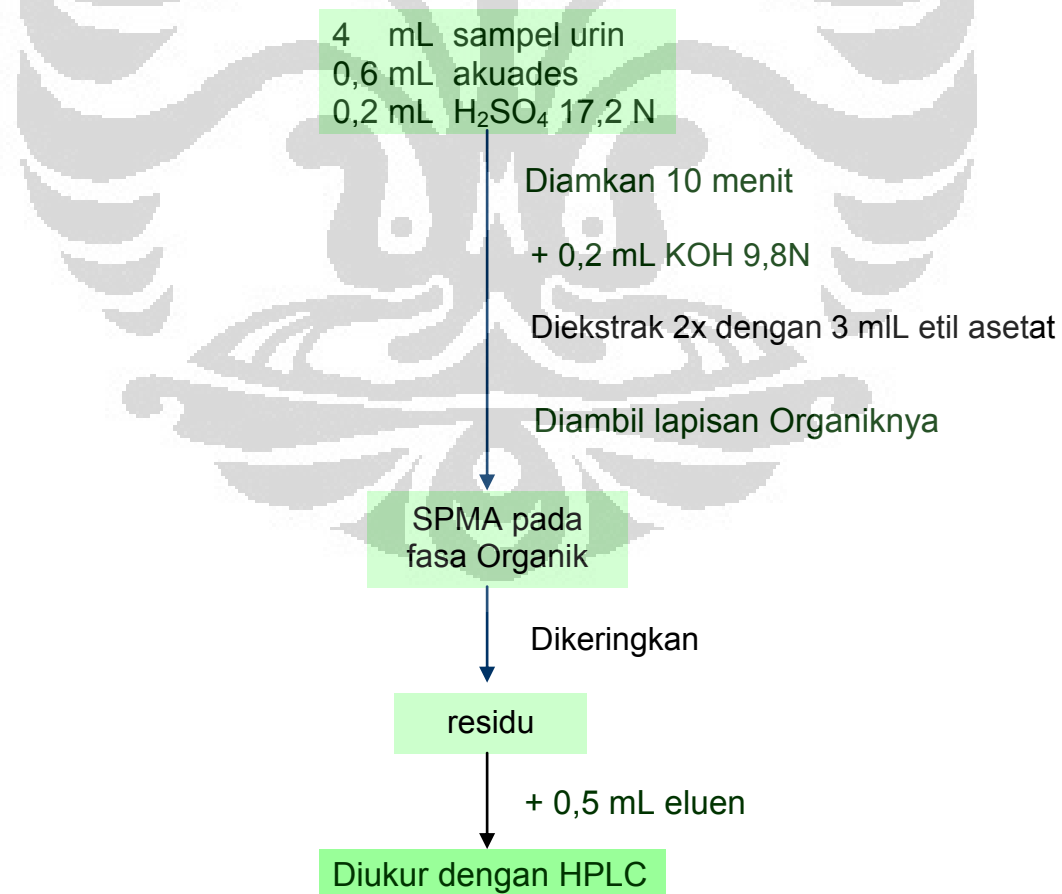 4 mL sampel urin
0,6 mL akuades
0,2 mL H₂SO₄ 17,2 N
Diamkan 10 menit
+ 0,2 mL KOH 9,8N
Diekstrak 2x dengan 3 mlL etil asetat
Diambil lapisan Organiknya
SPMA pada
fasa Organik
Dikeringkan
residu
+ 0,5 mL eluen
Diukur dengan HPLC